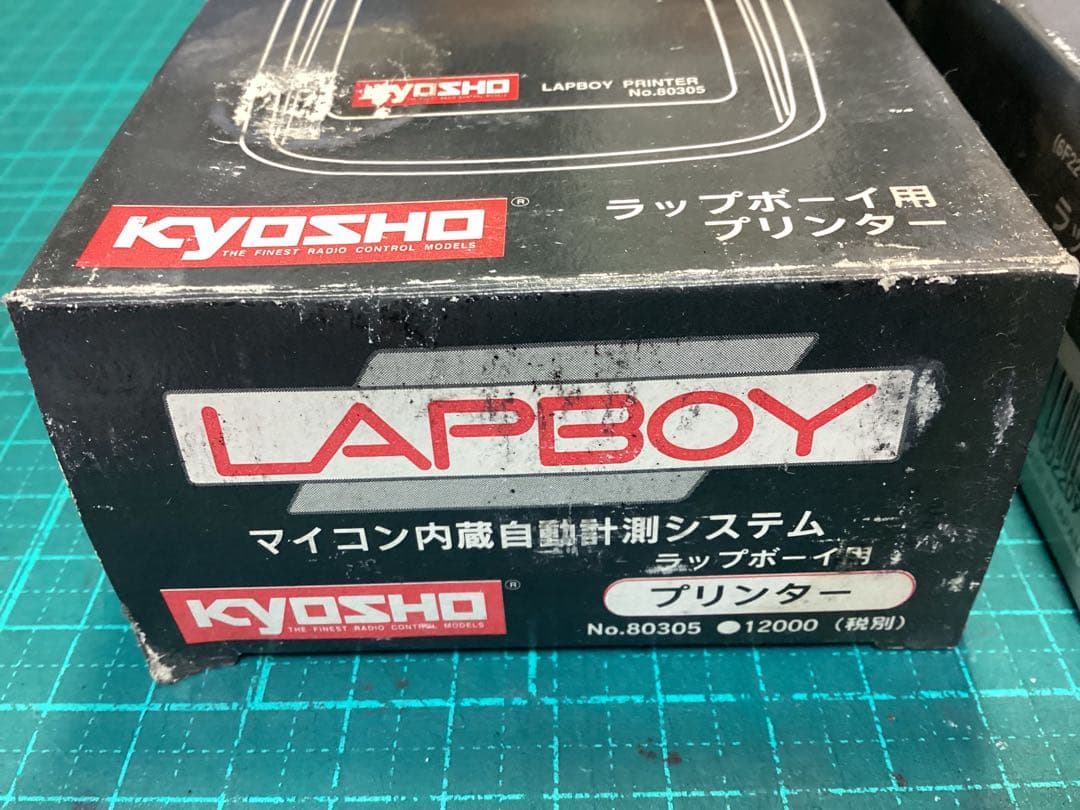 KYOSHO
LAPBOY PRINTER
No.80305
KYOSHO®
THE FINEST RADIO CONTROL MODELS
ラップボーイ用
プリンター
LAPBOY
マイコン内蔵自動計測システム
ラップボーイ用
プリンター
KYOSHO®
THE FINEST RADIO CONTROL MODELS
No.80305 ●12000（税別）